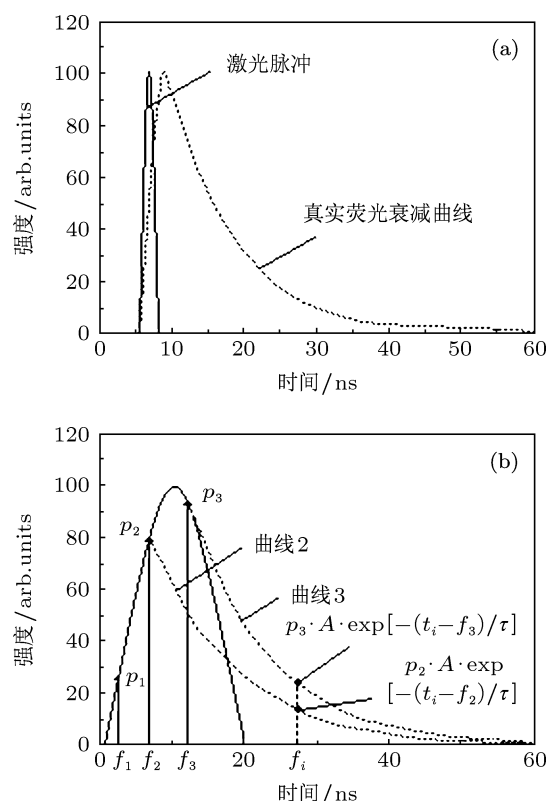 120
(a)
100
激光脉冲
80
强度/arb.units
60
真实荧光衰减曲线
40
20
0
0 10 20 30 40 50 60
时间/ns
120
(b)
100
p₃
p₂
80
曲线2
强度/arb.units
60
曲线3
p₃·A·exp[−(tᵢ−f₃)/τ]
40
p₂·A·exp
p₁
[−(tᵢ−f₂)/τ]
20
0
0 f₁ f₂ f₃ 20 fᵢ 40 50 60
时间/ns